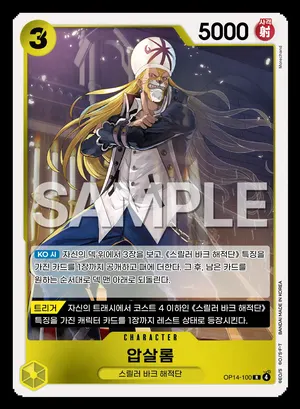 3
5000
사격
射
SAMPLE
KO 시 자신의 덱 위에서 3장을 보고, 《스릴러 바크 해적단》 특징을
가진 카드를 1장까지 공개하고 패에 더한다. 그 후, 남은 카드를
원하는 순서대로 덱 맨 아래로 되돌린다.
트리거 자신의 트래시에서 코스트 4 이하인 《스릴러 바크 해적단》
특징을 가진 캐릭터 카드를 1장까지 레스트 상태로 등장시킨다.
CHARACTER
압살롬
스릴러 바크 해적단
OP14-100 R